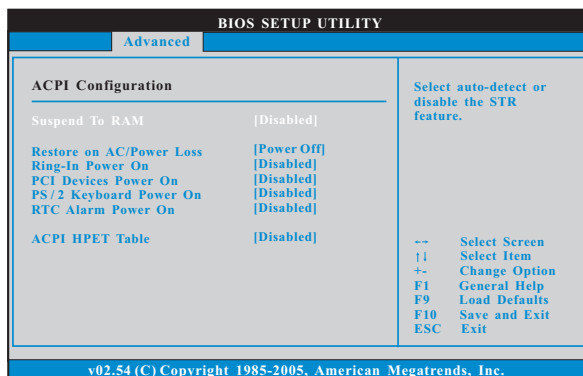 BIOS SETUP UTILITY
Advanced
ACPI Configuration
Suspend To RAM [Disabled]
Restore on AC/Power Loss [Power Off]
Ring-In Power On [Disabled]
PCI Devices Power On [Disabled]
PS/2 Keyboard Power On [Disabled]
RTC Alarm Power On [Disabled]
ACPI HPET Table [Disabled]
Select auto-detect or
disable the STR
feature.
←→ Select Screen
↑↓ Select Item
+- Change Option
F1 General Help
F9 Load Defaults
F10 Save and Exit
ESC Exit
v02.54 (C) Copyright 1985-2005, American Megatrends, Inc.